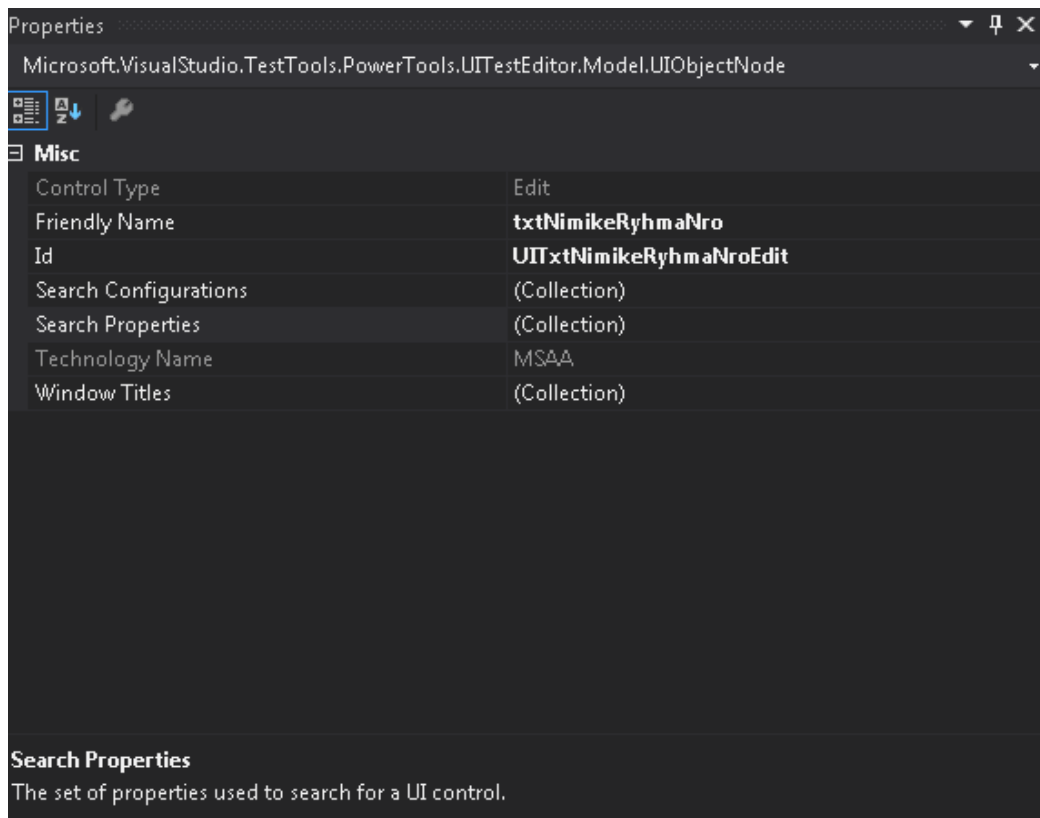 Properties
Microsoft.VisualStudio.TestTools.PowerTools.UITestEditor.Model.UIObjectNode
Misc
Control Type Edit
Friendly Name txtNimikeRyhmaNro
Id UITxtNimikeRyhmaNroEdit
Search Configurations (Collection)
Search Properties (Collection)
Technology Name MSAA
Window Titles (Collection)
Search Properties
The set of properties used to search for a UI control.